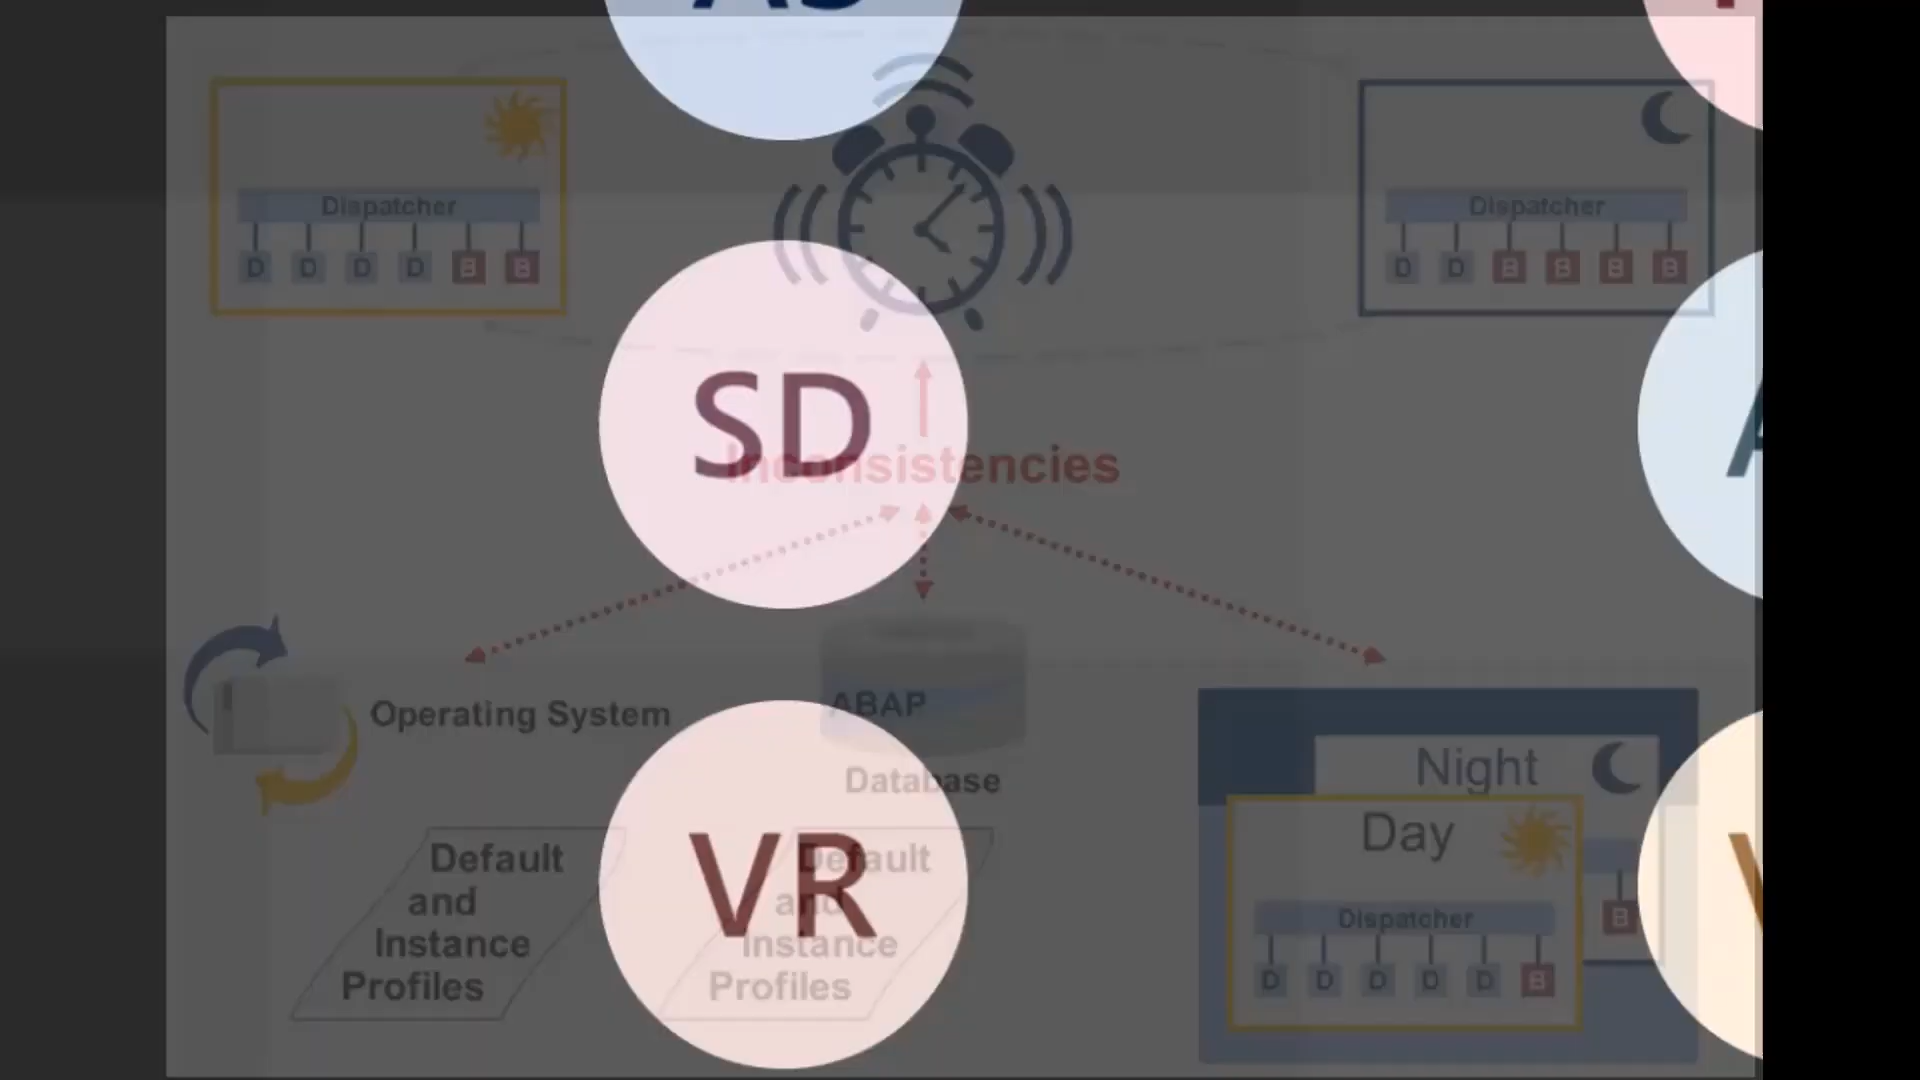 Dispatcher
D D D D B B
Dispatcher
D D B B B B
SD
Inconsistencies
Operating System
ABAP
Database
Night
Day
VR
Default
and
Instance
Profiles
Default
and
Instance
Profiles
Dispatcher
D D D D D B
B